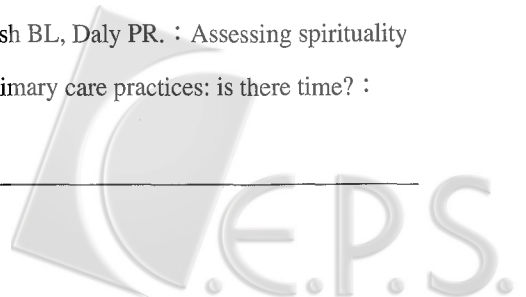 sh BL, Daly PR.：Assessing spirituality
imary care practices: is there time?：
C.E.P.S.